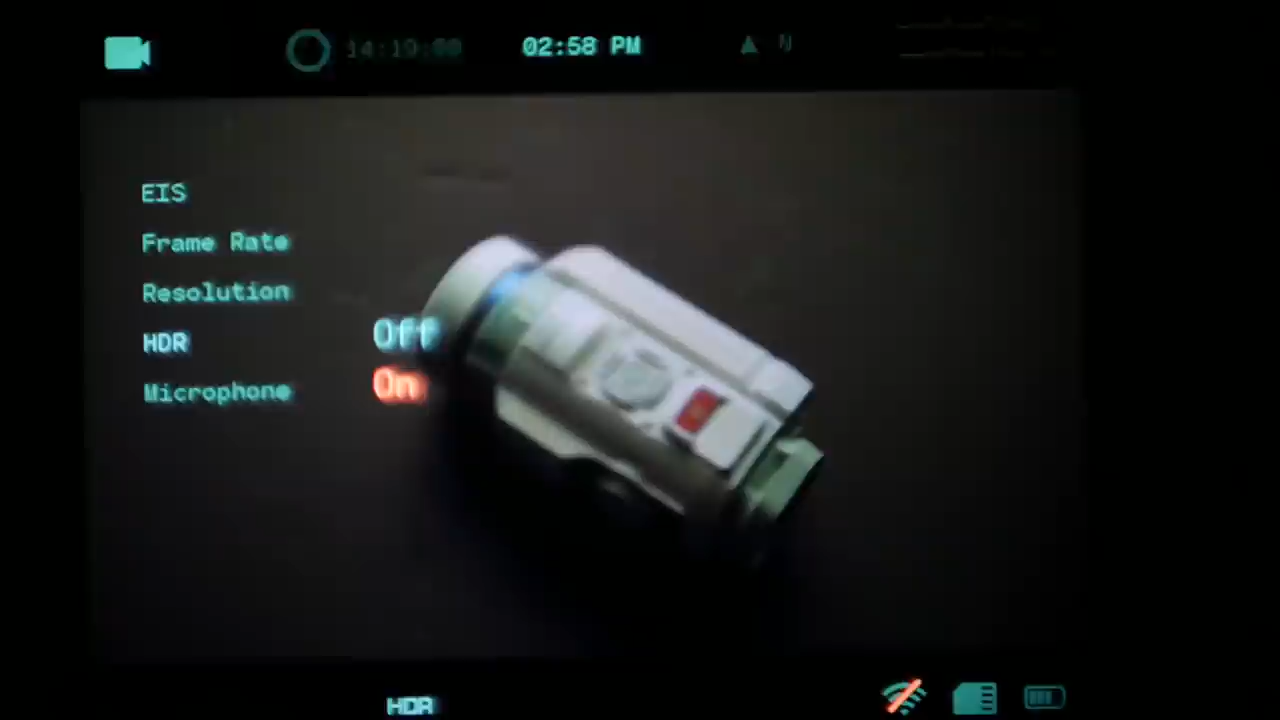 02:58 PM
N
EIS
Frame Rate
Resolution
HDR
Off
Microphone
On
HDR